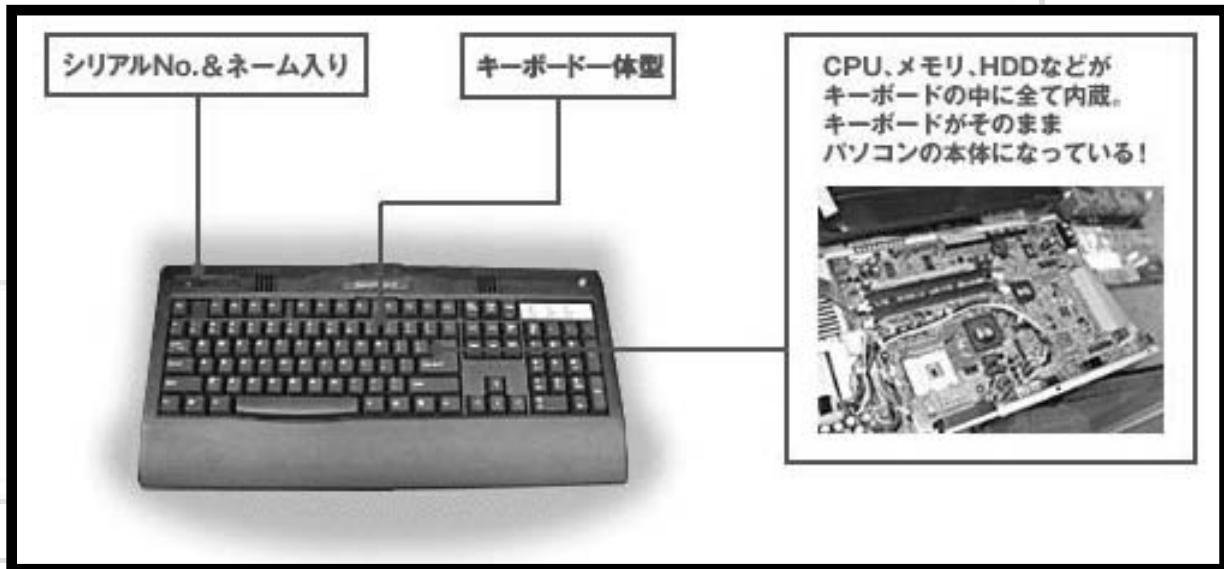 シリアルNo.&ネーム入り
キーボード一体型
CPU、メモリ、HDDなどが
キーボードの中に全て内蔵。
キーボードがそのまま
パソコンの本体になっている!